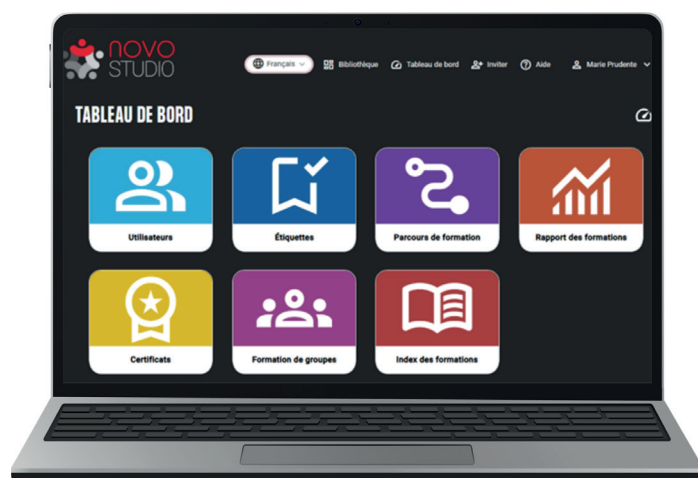 NOVO
STUDIO
Français
Bibliothèque
Tableau de bord
Inviter
Aide
Marie Prudente
TABLEAU DE BORD
Utilisateurs
Étiquettes
Parcours de formation
Rapport des formations
Certificats
Formation de groupes
Index des formations